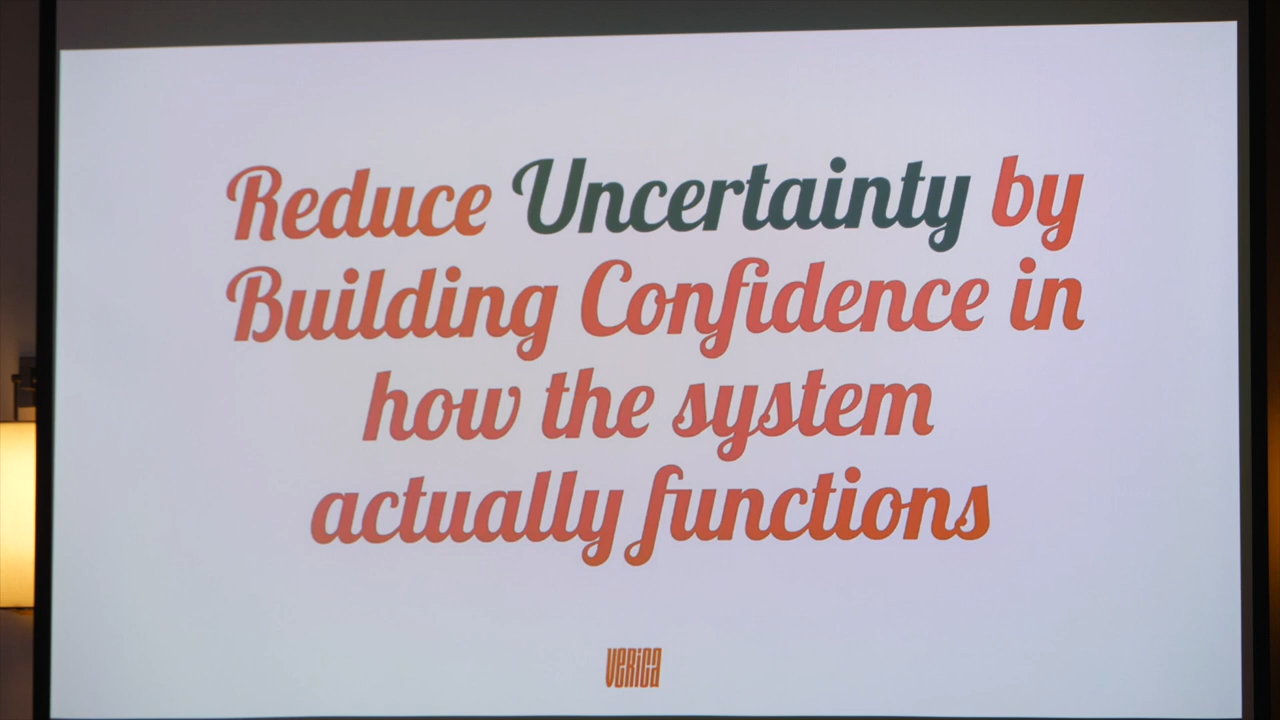 Reduce Uncertainty by
Building Confidence in
how the system
actually functions
VERICA